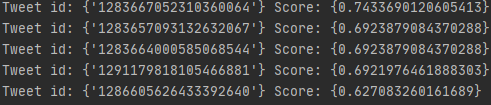 Tweet id: {'1283667052310360064'} Score: {0.7433690120605413}
Tweet id: {'1283657093132632067'} Score: {0.6923879084370288}
Tweet id: {'1283664000585068544'} Score: {0.6923879084370288}
Tweet id: {'1291179818105466881'} Score: {0.6921976461888303}
Tweet id: {'1286605626433392640'} Score: {0.627083260161689}